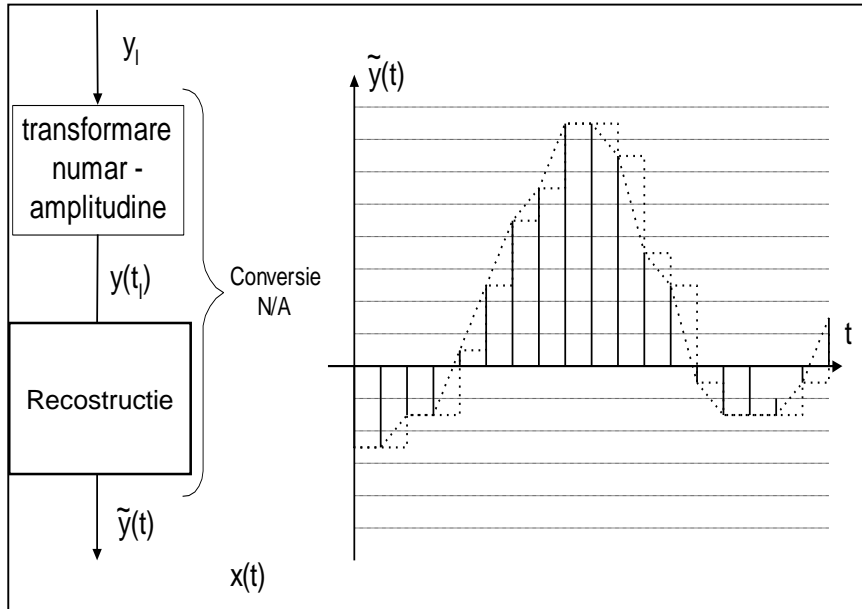 y_l
transformare
numar -
amplitudine
y(t_l)
Conversie
N/A
Recostructie
ỹ(t)
x(t)
ỹ(t)
t